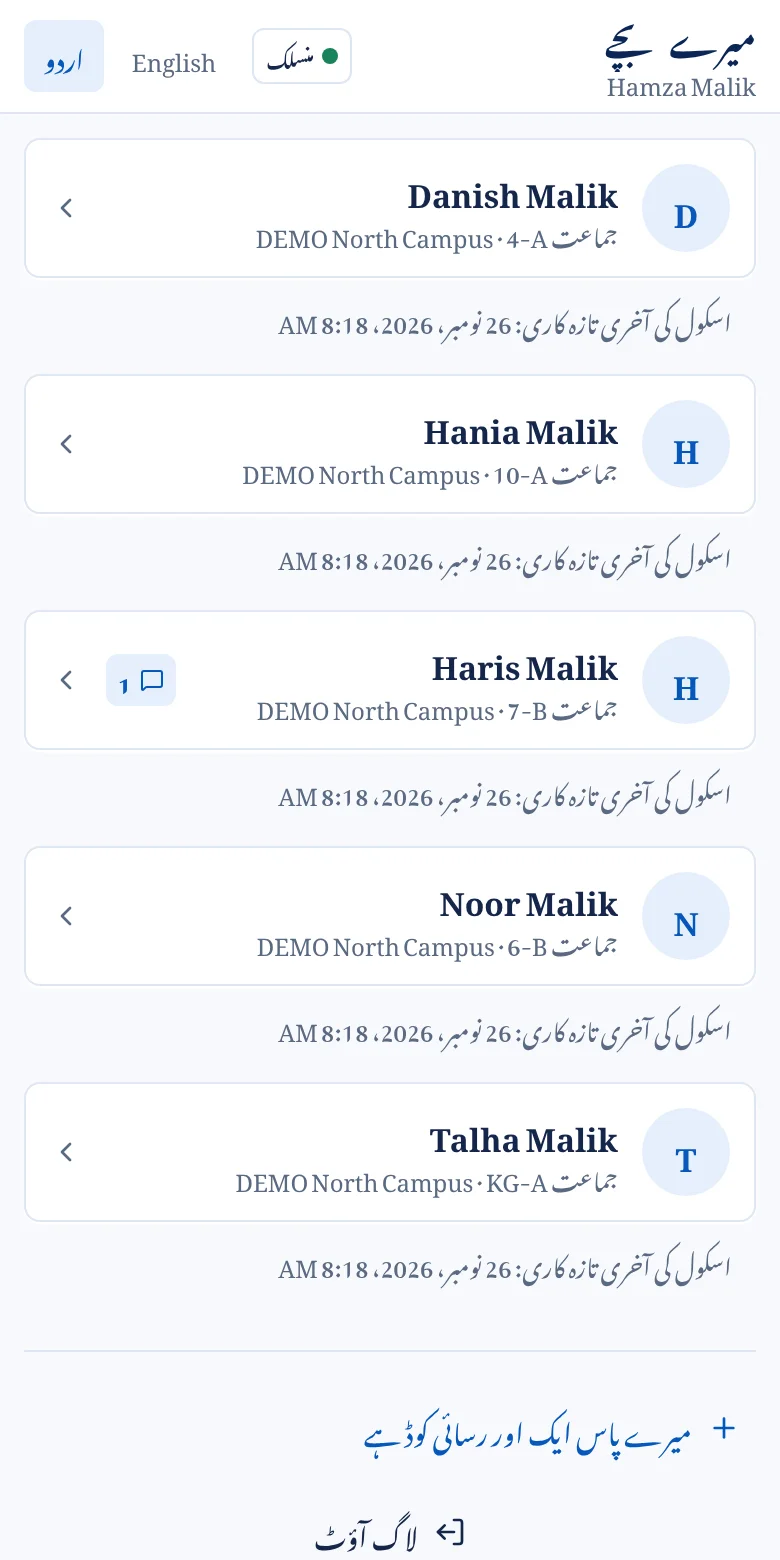 میرے بچے
Hamza Malik
منسلک
English
اردو
D
Danish Malik
جماعت 4-A · DEMO North Campus
اسکول کی آخری تازہ کاری: 26 نومبر، 2026، 8:18 AM
H
Hania Malik
جماعت 10-A · DEMO North Campus
اسکول کی آخری تازہ کاری: 26 نومبر، 2026، 8:18 AM
H
Haris Malik
جماعت 7-B · DEMO North Campus
1
اسکول کی آخری تازہ کاری: 26 نومبر، 2026، 8:18 AM
N
Noor Malik
جماعت 6-B · DEMO North Campus
اسکول کی آخری تازہ کاری: 26 نومبر، 2026، 8:18 AM
T
Talha Malik
جماعت KG-A · DEMO North Campus
اسکول کی آخری تازہ کاری: 26 نومبر، 2026، 8:18 AM
میرے پاس ایک اور رسائی کوڈ ہے
لاگ آؤٹ